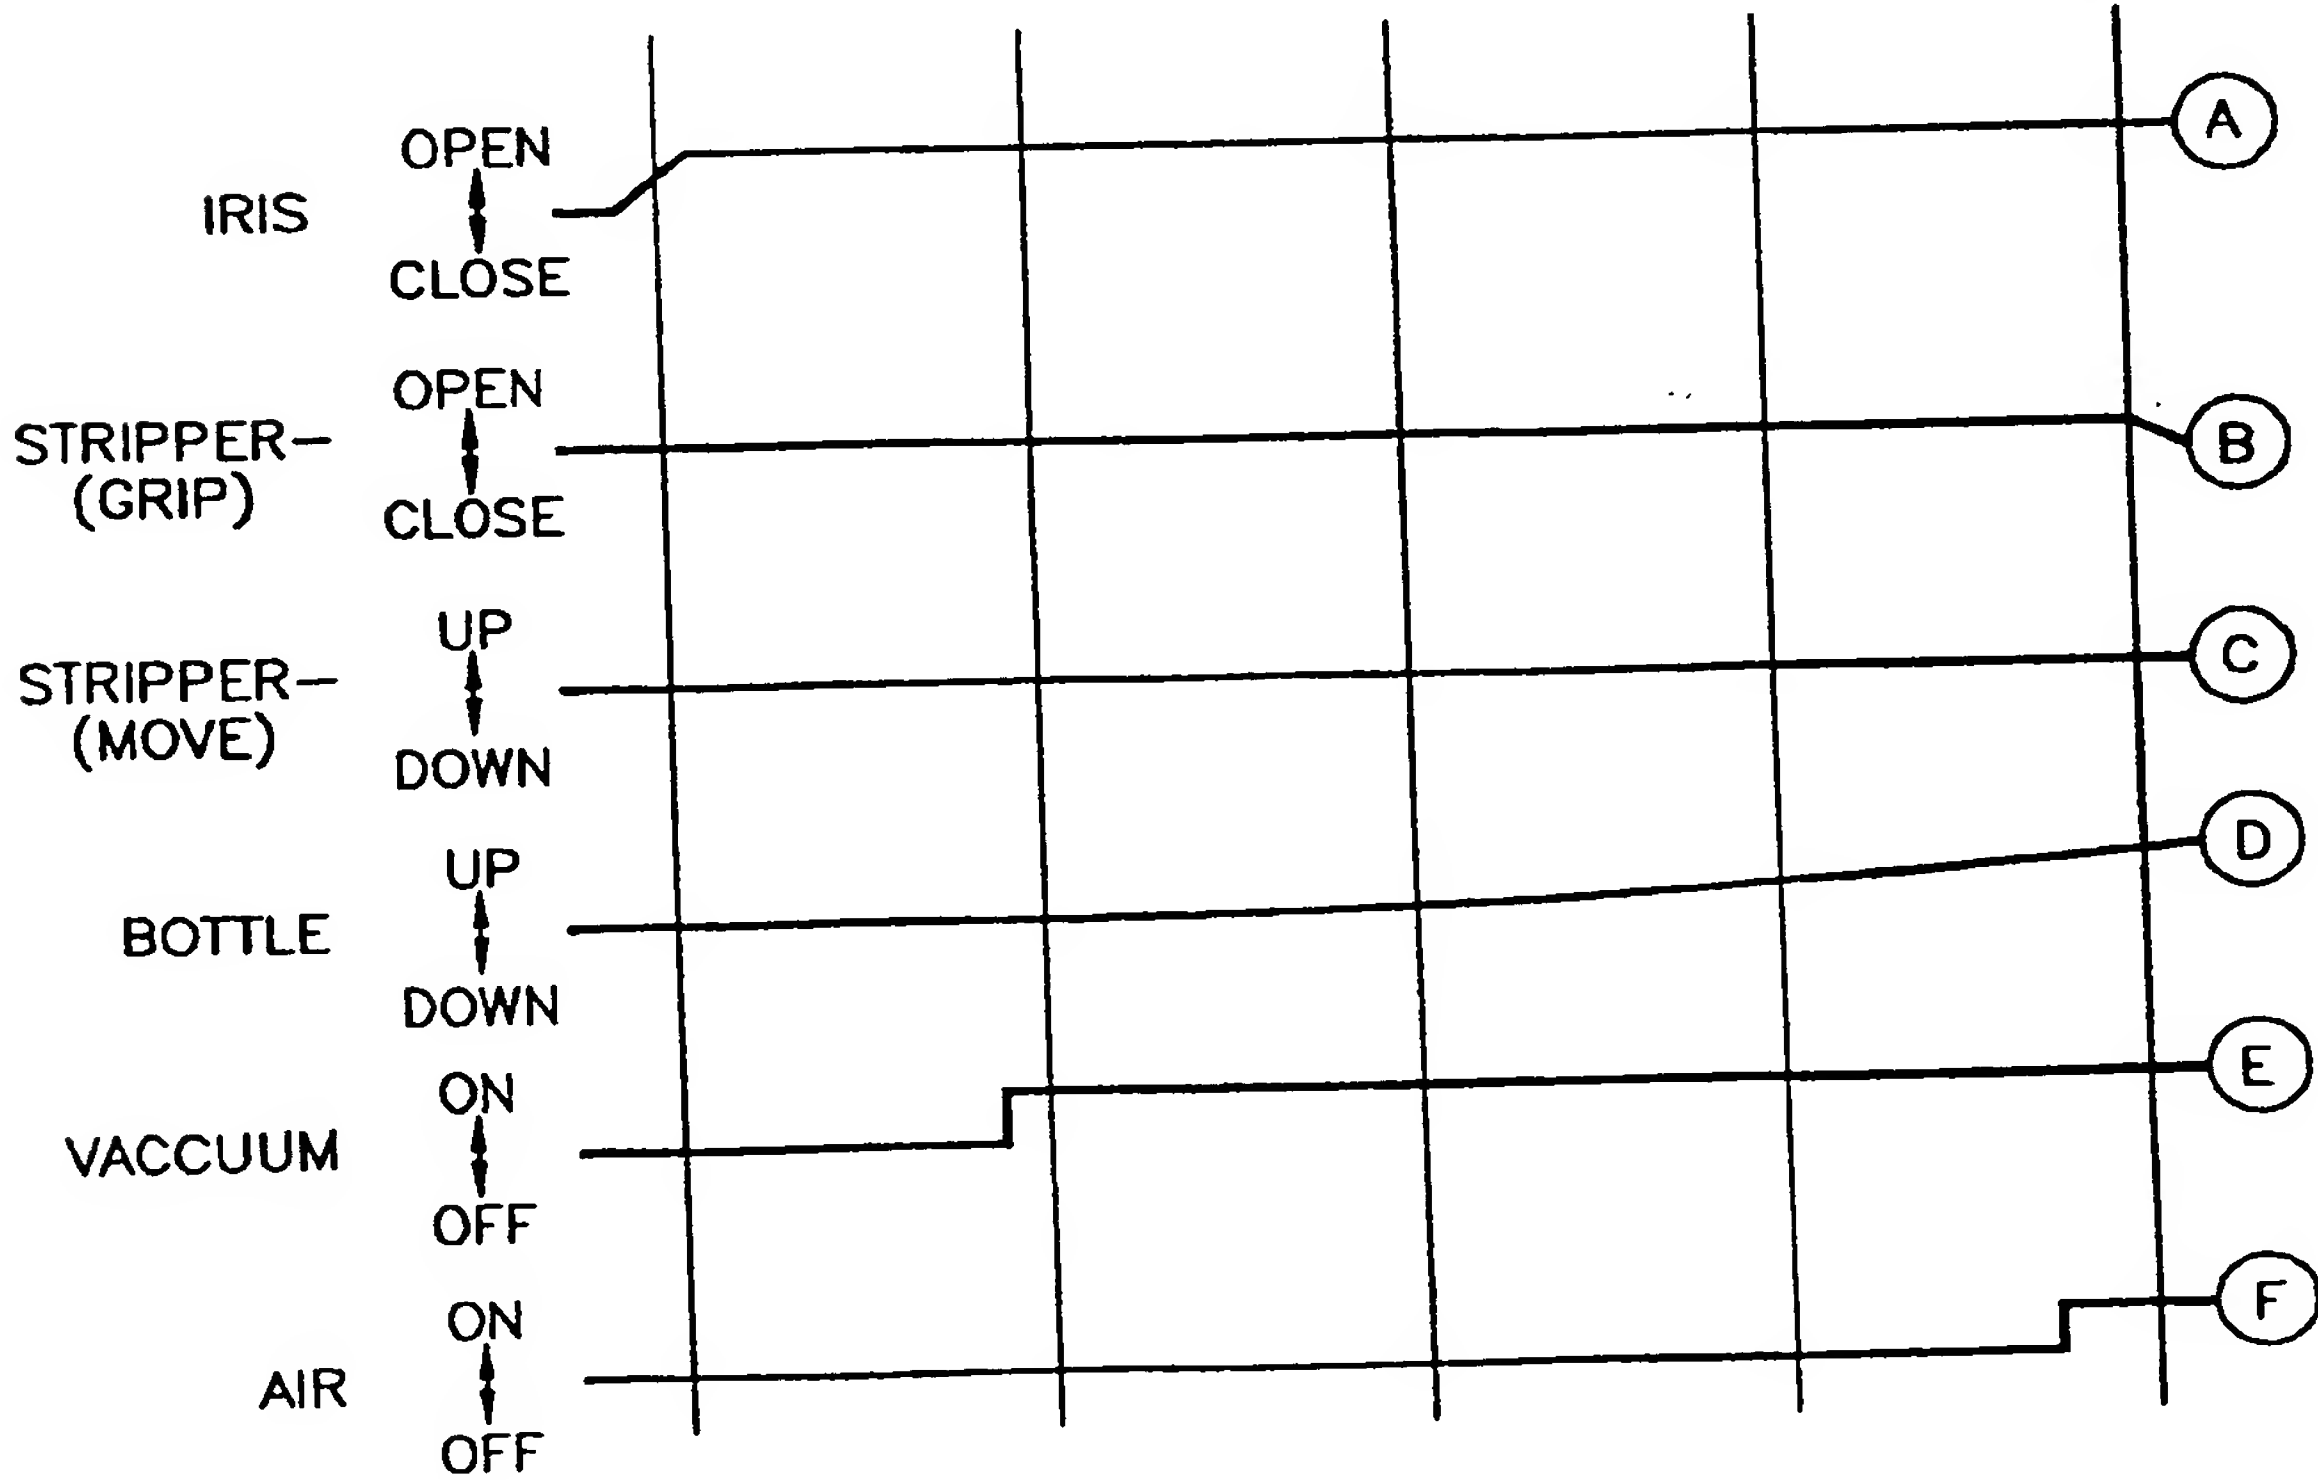 OPEN
IRIS
CLOSE
A
OPEN
STRIPPER-
(GRIP)
CLOSE
B
UP
STRIPPER-
(MOVE)
DOWN
C
UP
BOTTLE
DOWN
D
ON
VACCUUM
OFF
E
ON
AIR
OFF
F